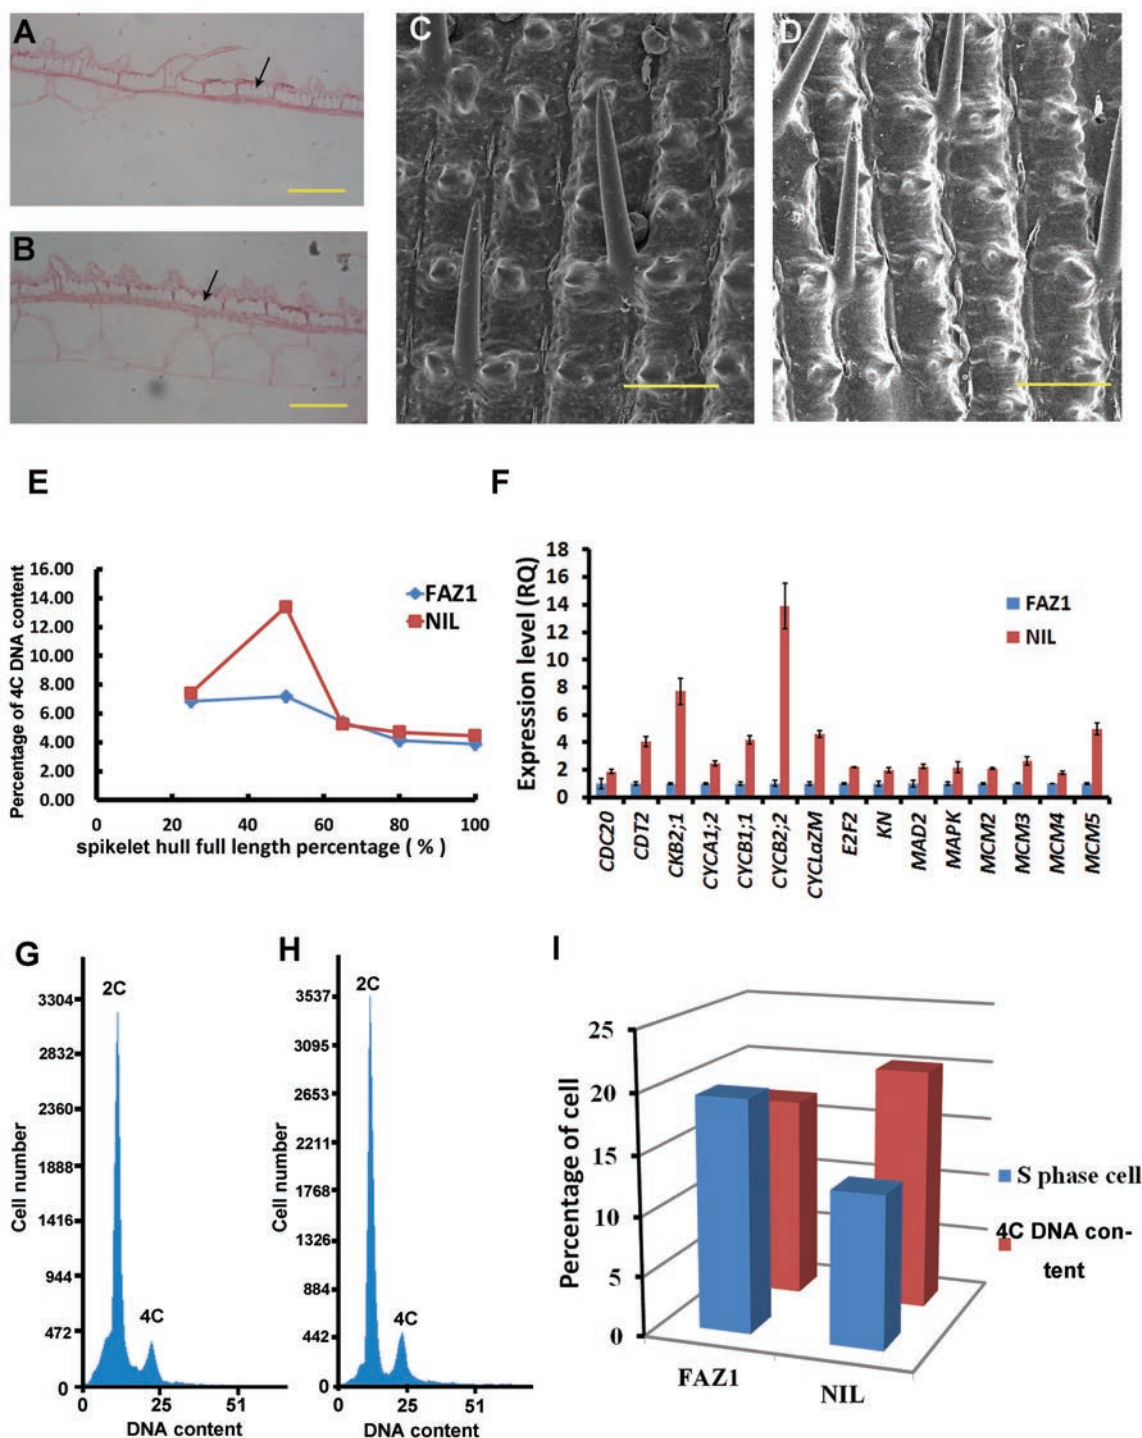 A
B
C
D
E
Percentage of 4C DNA content
16.00
14.00
12.00
10.00
8.00
6.00
4.00
2.00
0.00
0 20 40 60 80 100
spikelet hull full length percentage ( % )
FAZ1
NIL
F
Expression level (RQ)
18
16
14
12
10
8
6
4
2
0
FAZ1
NIL
CDC20
CDT2
CKB2;1
CYCA1;2
CYCB1;1
CYCB2;2
CYCLaZM
E2F2
KN
MAD2
MAPK
MCM2
MCM3
MCM4
MCM5
G
Cell number
3304
2832
2360
1888
1416
944
472
0
2C
4C
0 25 51
DNA content
H
Cell number
3537
3095
2653
2211
1768
1326
884
442
0
2C
4C
0 25 51
DNA content
I
Percentage of cell
25
20
15
10
5
0
FAZ1
NIL
S phase cell
4C DNA con-
tent